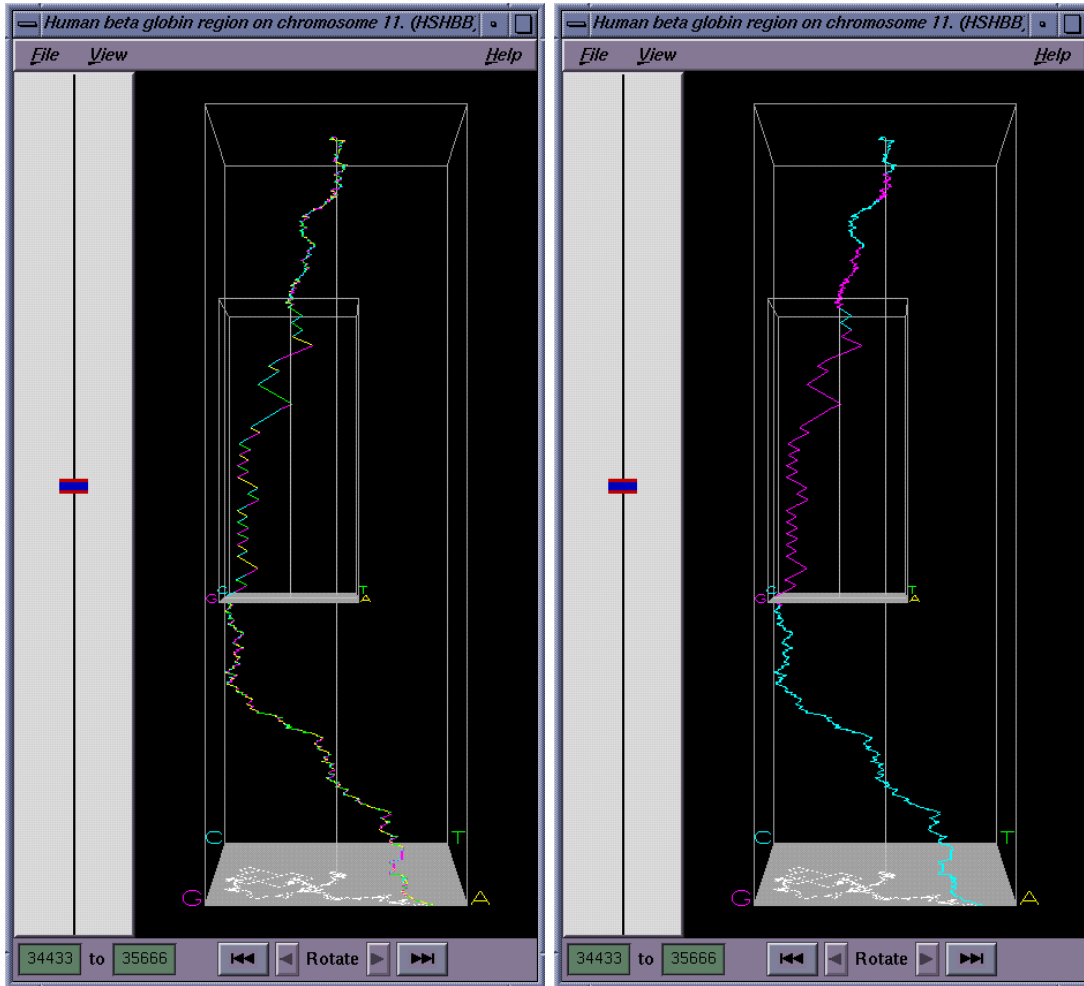 Human beta globin region on chromosome 11. (HSHBB,
File View Help
C T
G A
C T
G A
34433 to 35666 Rotate
Human beta globin region on chromosome 11. (HSHBB,
File View Help
C T
G A
C T
G A
34433 to 35666 Rotate